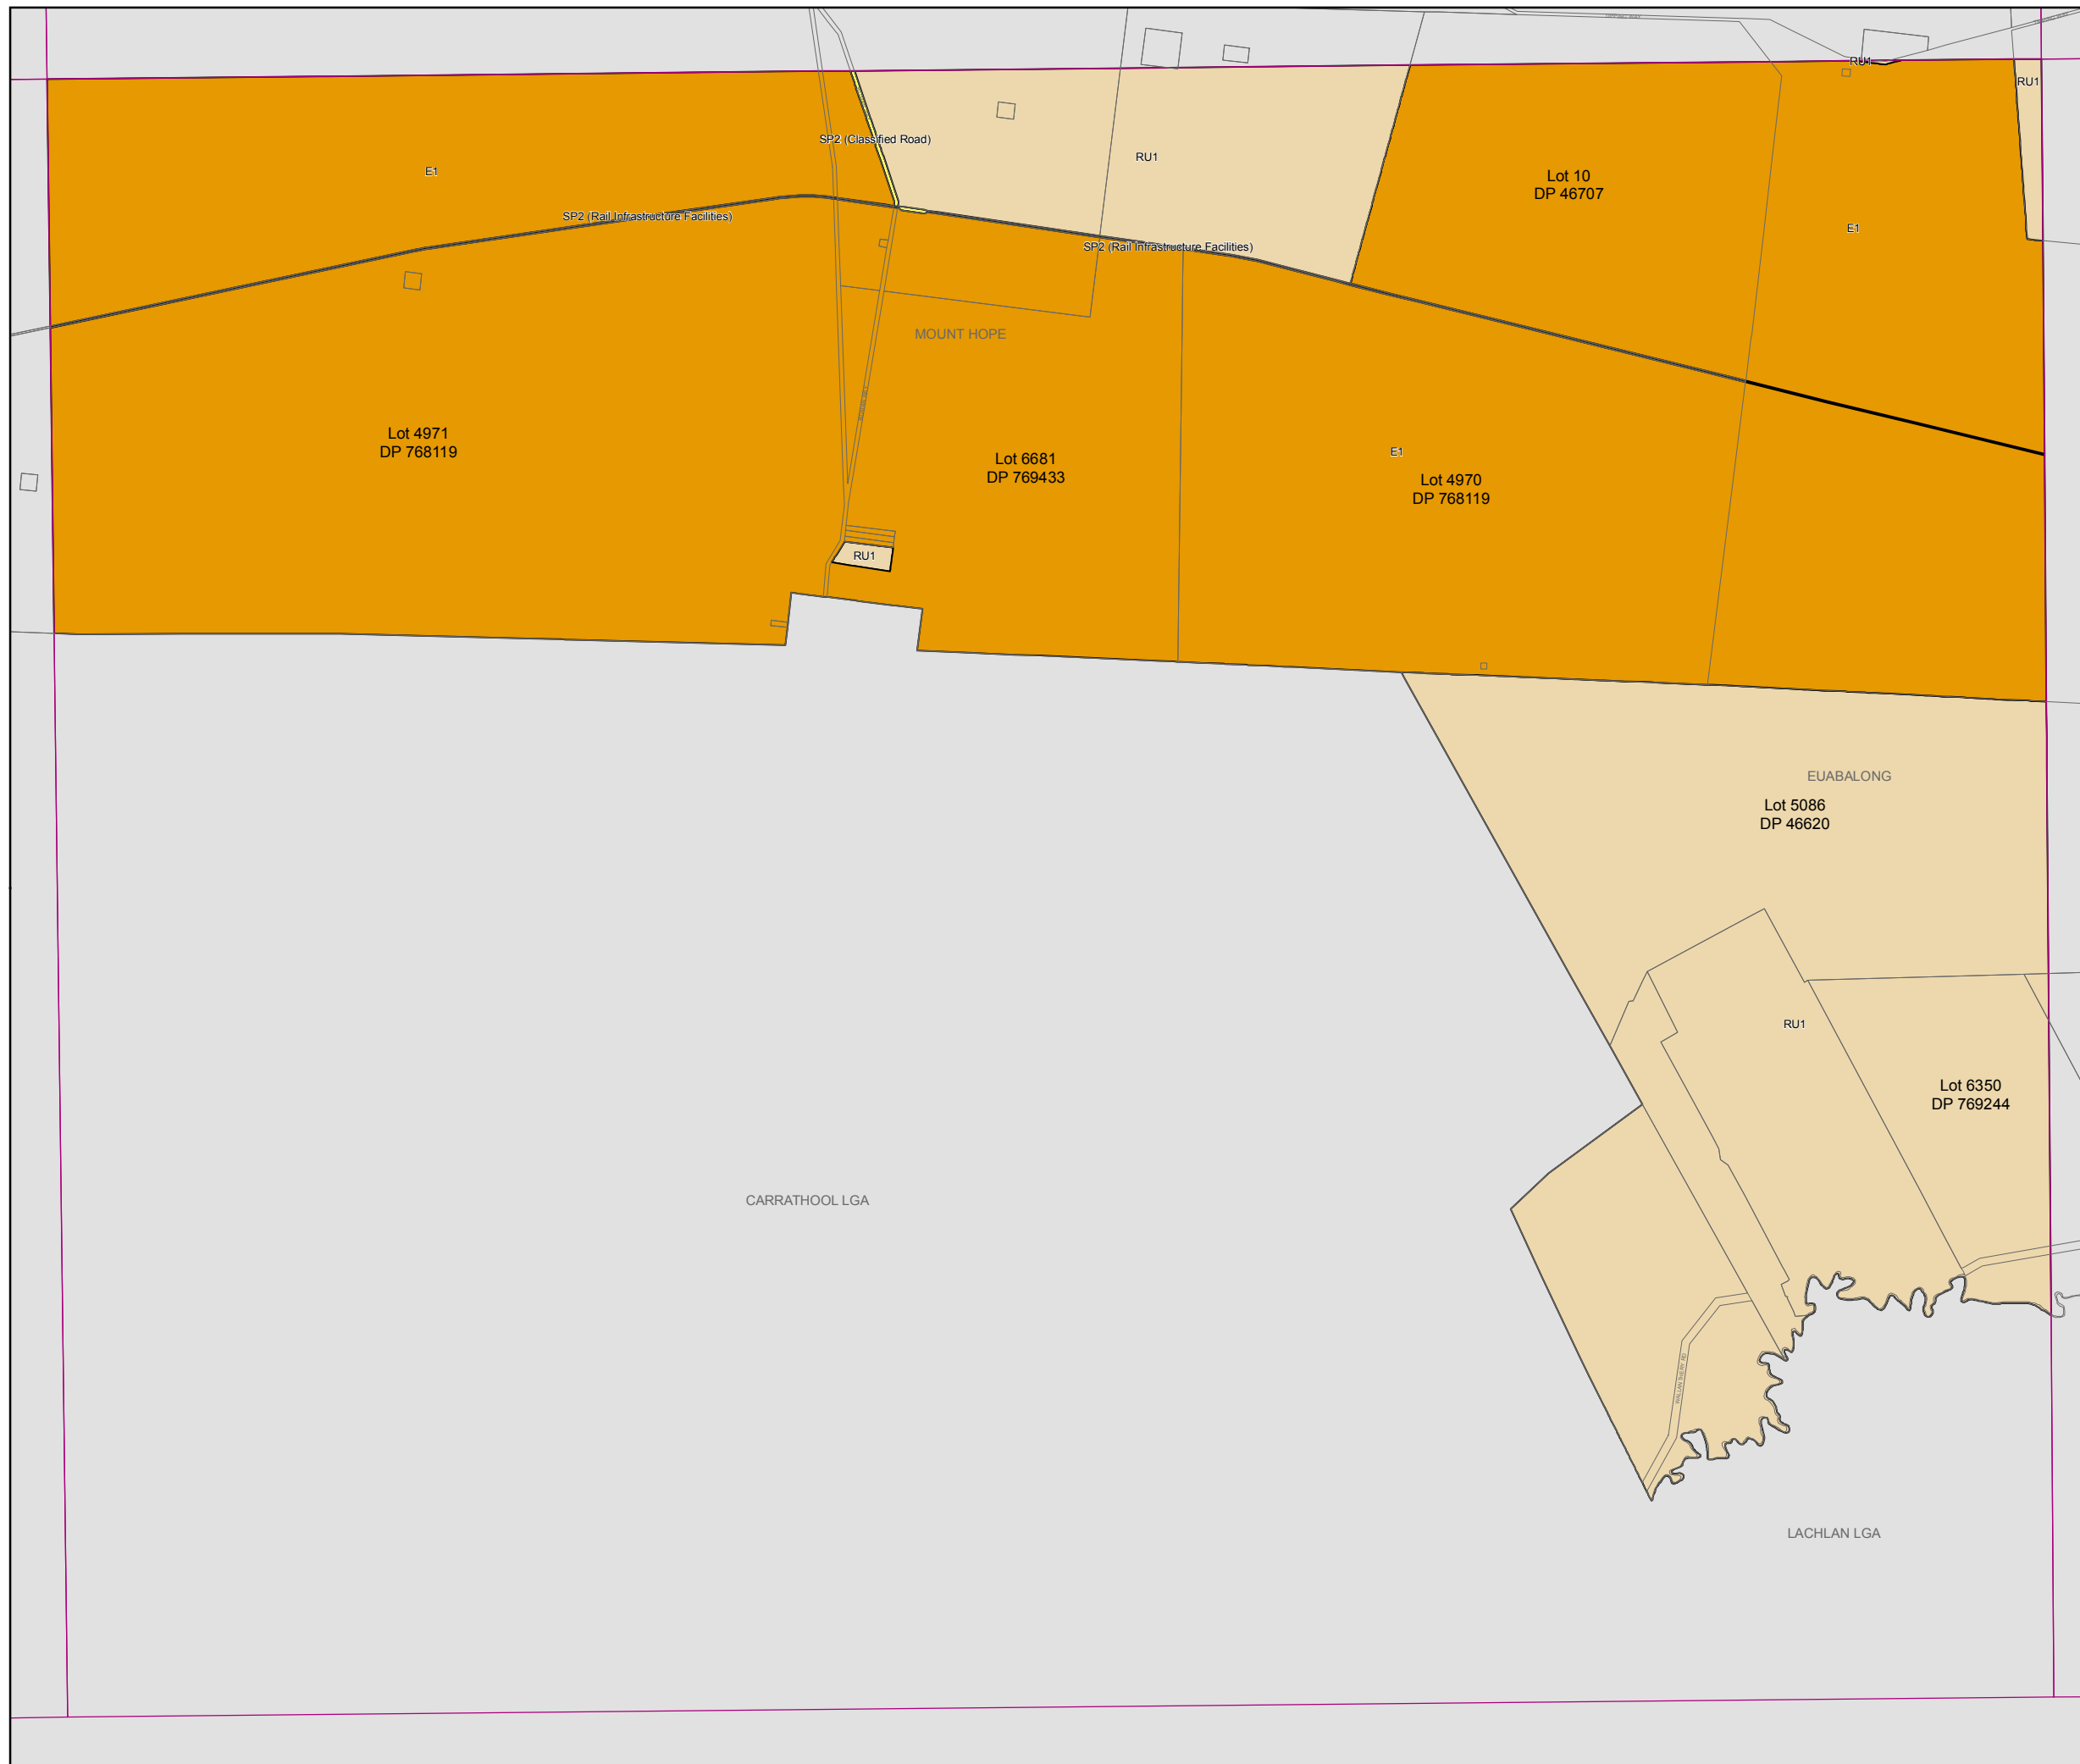 RU1
RU1
SP2 (Classified Road)
RU1
E1
Lot 10
DP 46707
SP2 (Rail Infrastructure Facilities)
E1
SP2 (Rail Infrastructure Facilities)
MOUNT HOPE
Lot 4971
DP 768119
Lot 6681
DP 769433
E1
Lot 4970
DP 768119
RU1
EUABALONG
Lot 5086
DP 46620
RU1
Lot 6350
DP 769244
CARRATHOOL LGA
LACHLAN LGA